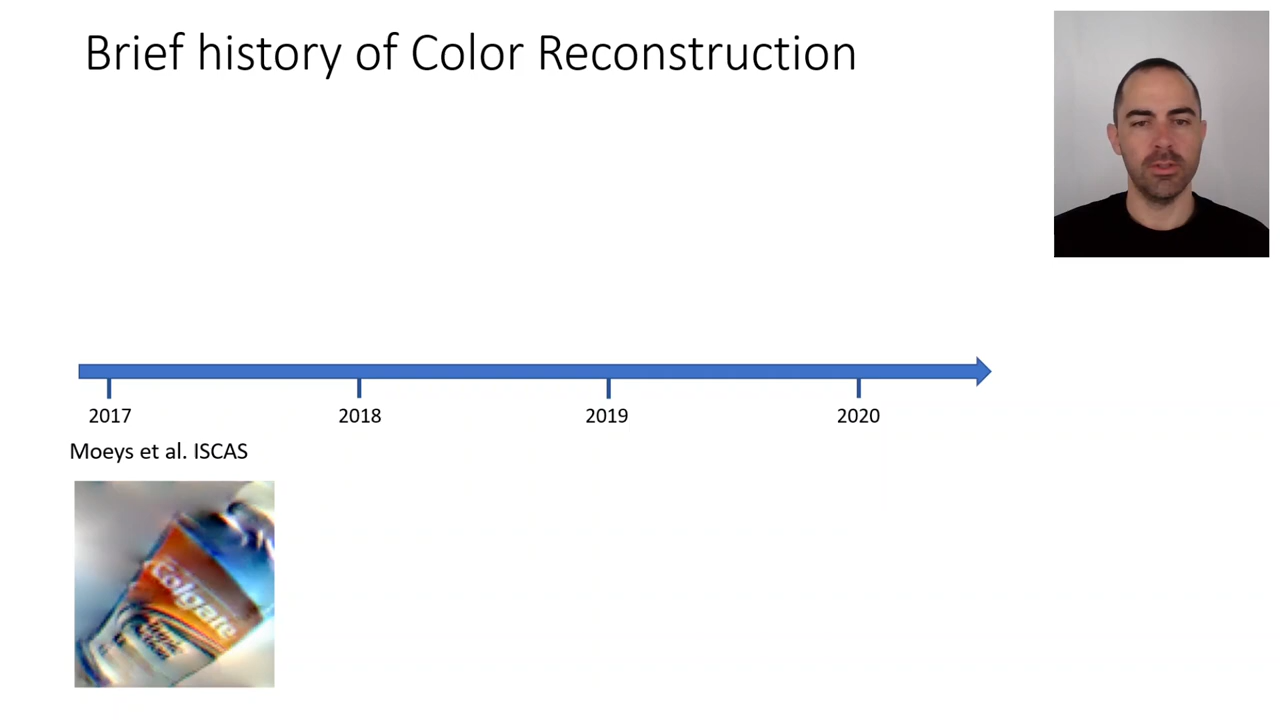 Brief history of Color Reconstruction
2017
2018
2019
2020
Moeys et al. ISCAS
Colgate